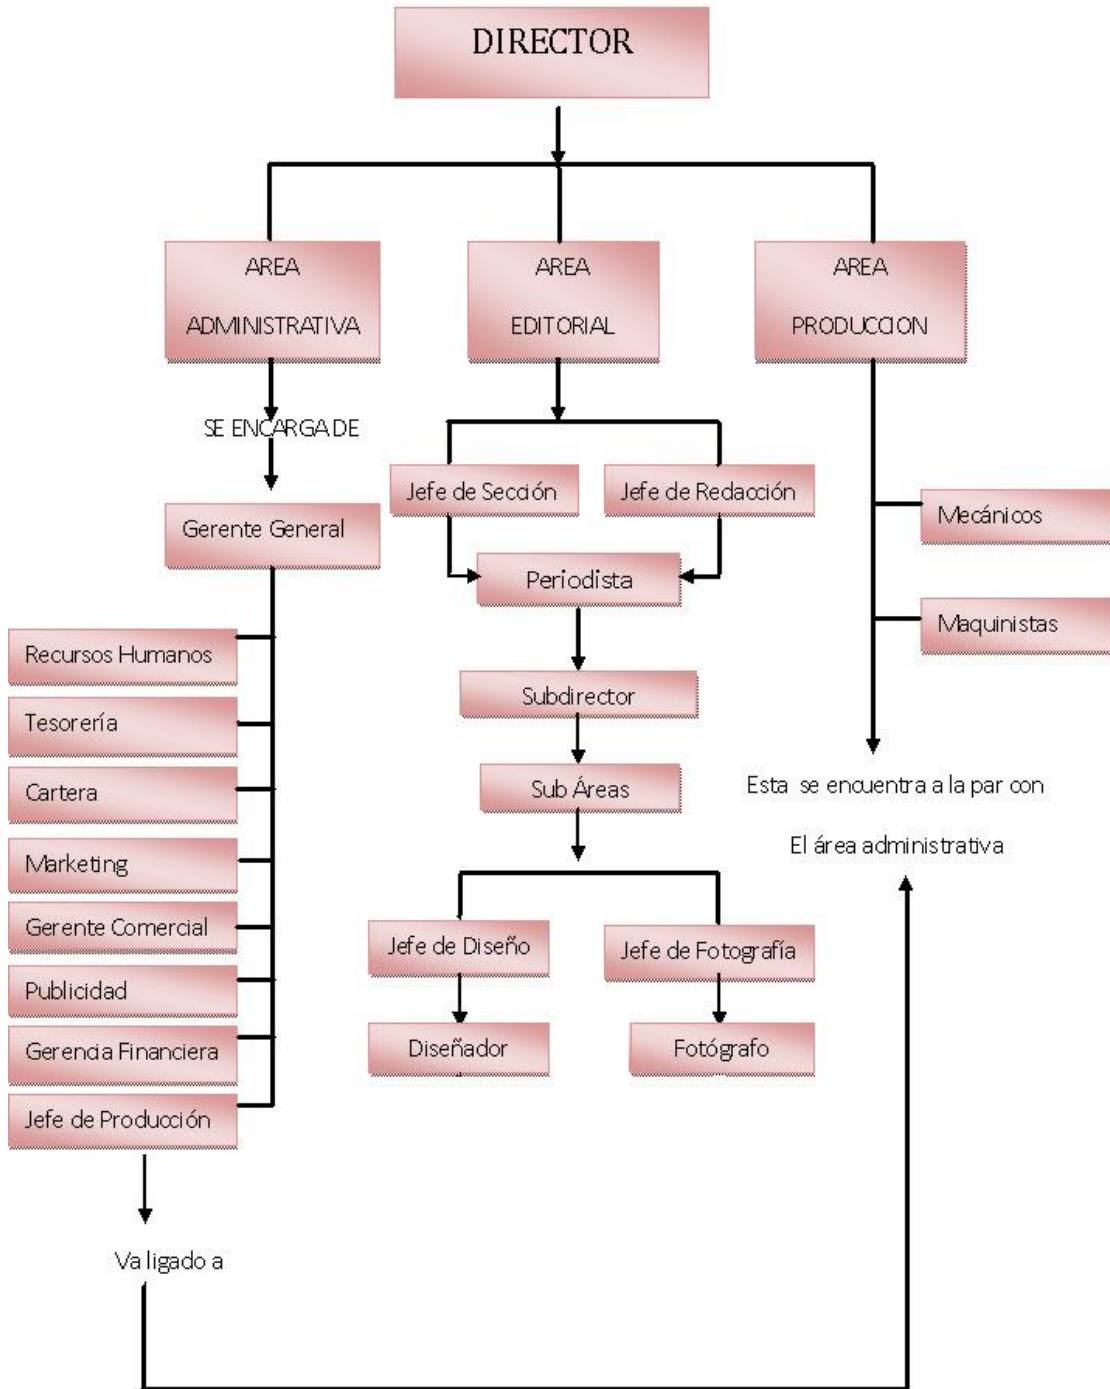 DIRECTOR
AREA
ADMINISTRATIVA
AREA
EDITORIAL
AREA
PRODUCCION
SE ENCARGA DE
Gerente General
Recursos Humanos
Tesorería
Cartera
Marketing
Gerente Comercial
Publicidad
Gerencia Financiera
Jefe de Producción
Va ligado a
Jefe de Sección
Jefe de Redacción
Periodista
Subdirector
Sub Áreas
Jefe de Diseño
Jefe de Fotografía
Diseñador
Fotógrafo
Mecánicos
Maquinistas
Esta se encuentra a la par con
El área administrativa